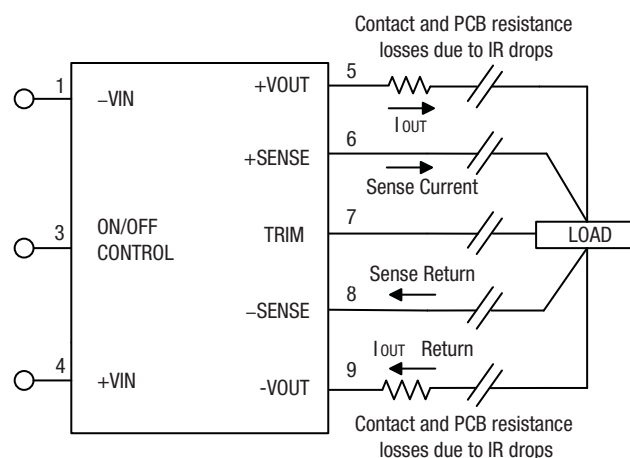 Contact and PCB resistance
losses due to IR drops
5
+VOUT
IOUT
1
–VIN
6
+SENSE
Sense Current
3
ON/OFF
CONTROL
7
TRIM
LOAD
Sense Return
8
–SENSE
IOUT Return
4
+VIN
9
-VOUT
Contact and PCB resistance
losses due to IR drops